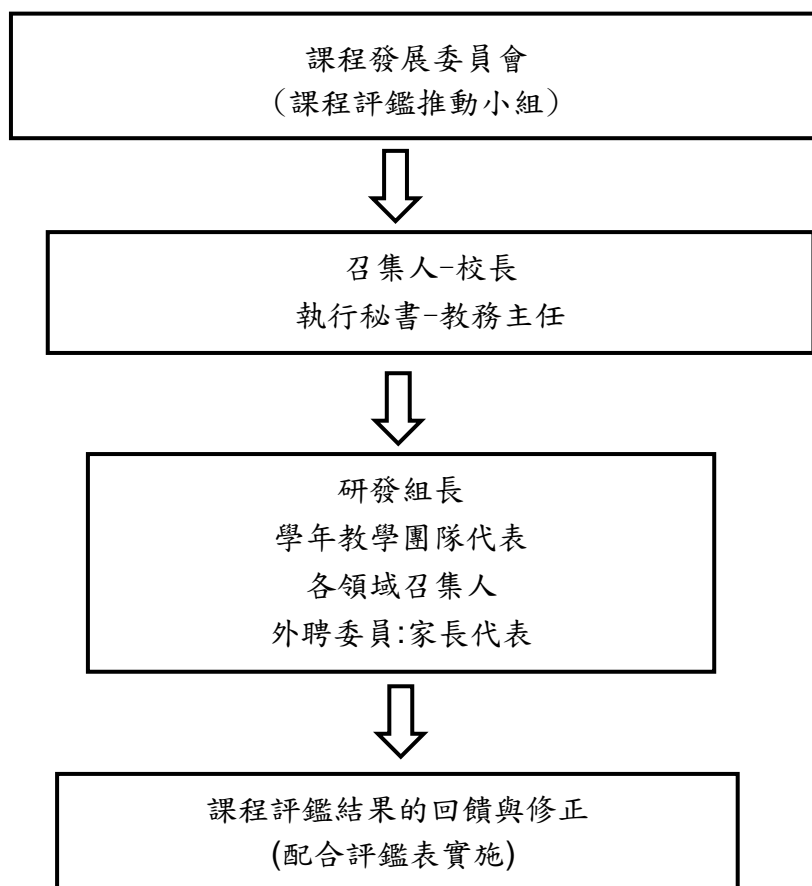 課程發展委員會
（課程評鑑推動小組）
召集人-校長
執行秘書-教務主任
研發組長
學年教學團隊代表
各領域召集人
外聘委員:家長代表
課程評鑑結果的回饋與修正
(配合評鑑表實施)